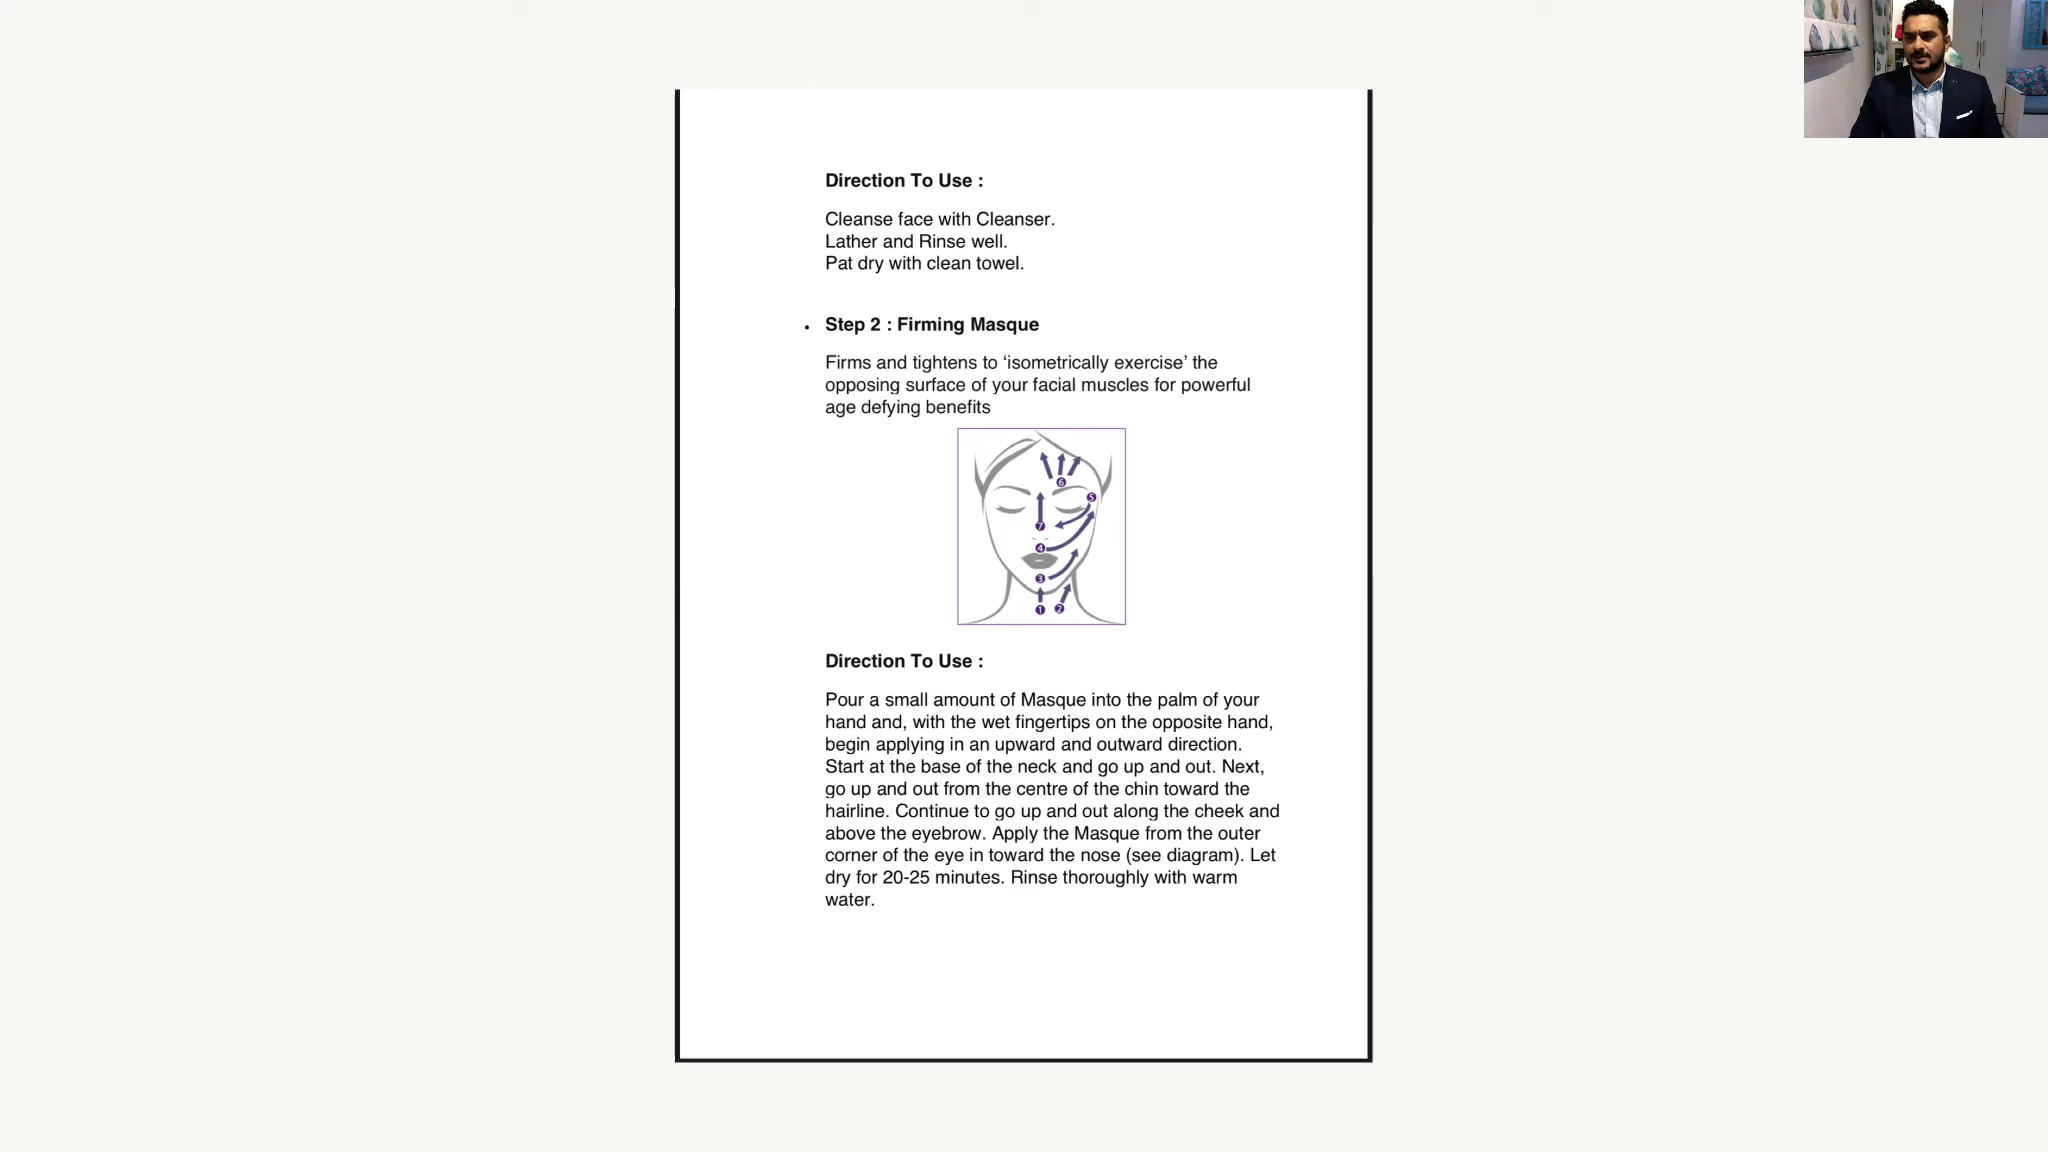 Direction To Use :
Cleanse face with Cleanser.
Lather and Rinse well.
Pat dry with clean towel.
• Step 2 : Firming Masque
Firms and tightens to ‘isometrically exercise’ the
opposing surface of your facial muscles for powerful
age defying benefits
6
5
7
4
3
1 2
Direction To Use :
Pour a small amount of Masque into the palm of your
hand and, with the wet fingertips on the opposite hand,
begin applying in an upward and outward direction.
Start at the base of the neck and go up and out. Next,
go up and out from the centre of the chin toward the
hairline. Continue to go up and out along the cheek and
above the eyebrow. Apply the Masque from the outer
corner of the eye in toward the nose (see diagram). Let
dry for 20-25 minutes. Rinse thoroughly with warm
water.